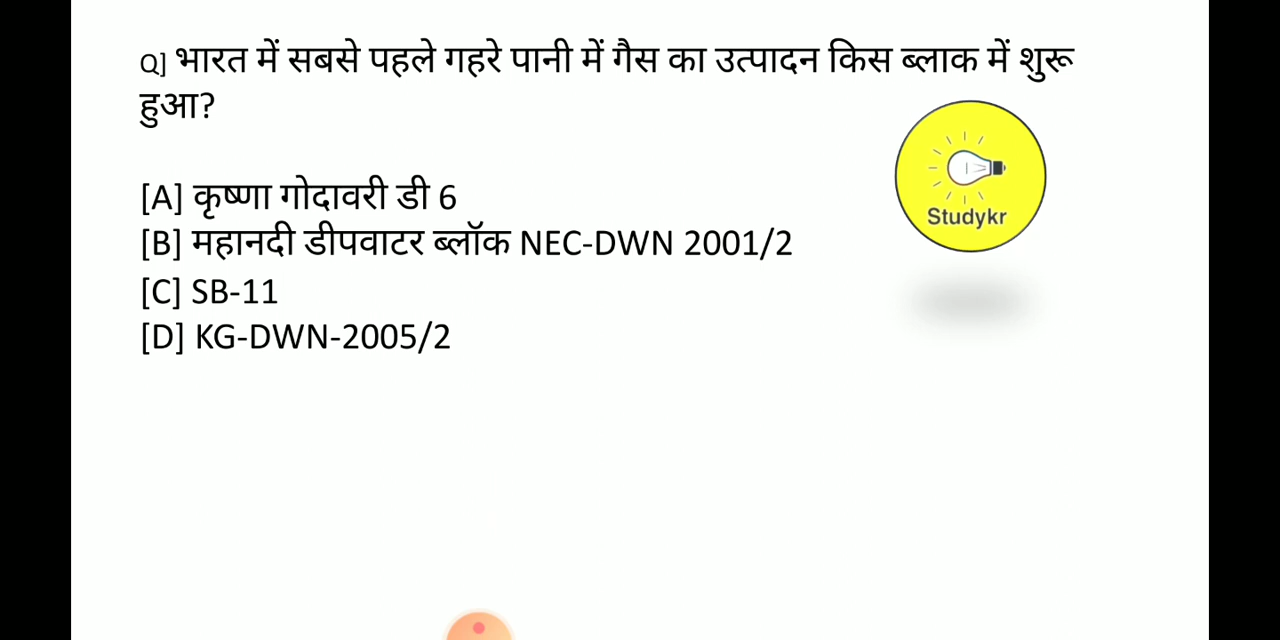 Q] भारत में सबसे पहले गहरे पानी में गैस का उत्पादन किस ब्लाक में शुरू
हुआ?
[A] कृष्णा गोदावरी डी 6
[B] महानदी डीपवाटर ब्लॉक NEC-DWN 2001/2
[C] SB-11
[D] KG-DWN-2005/2
Studykr